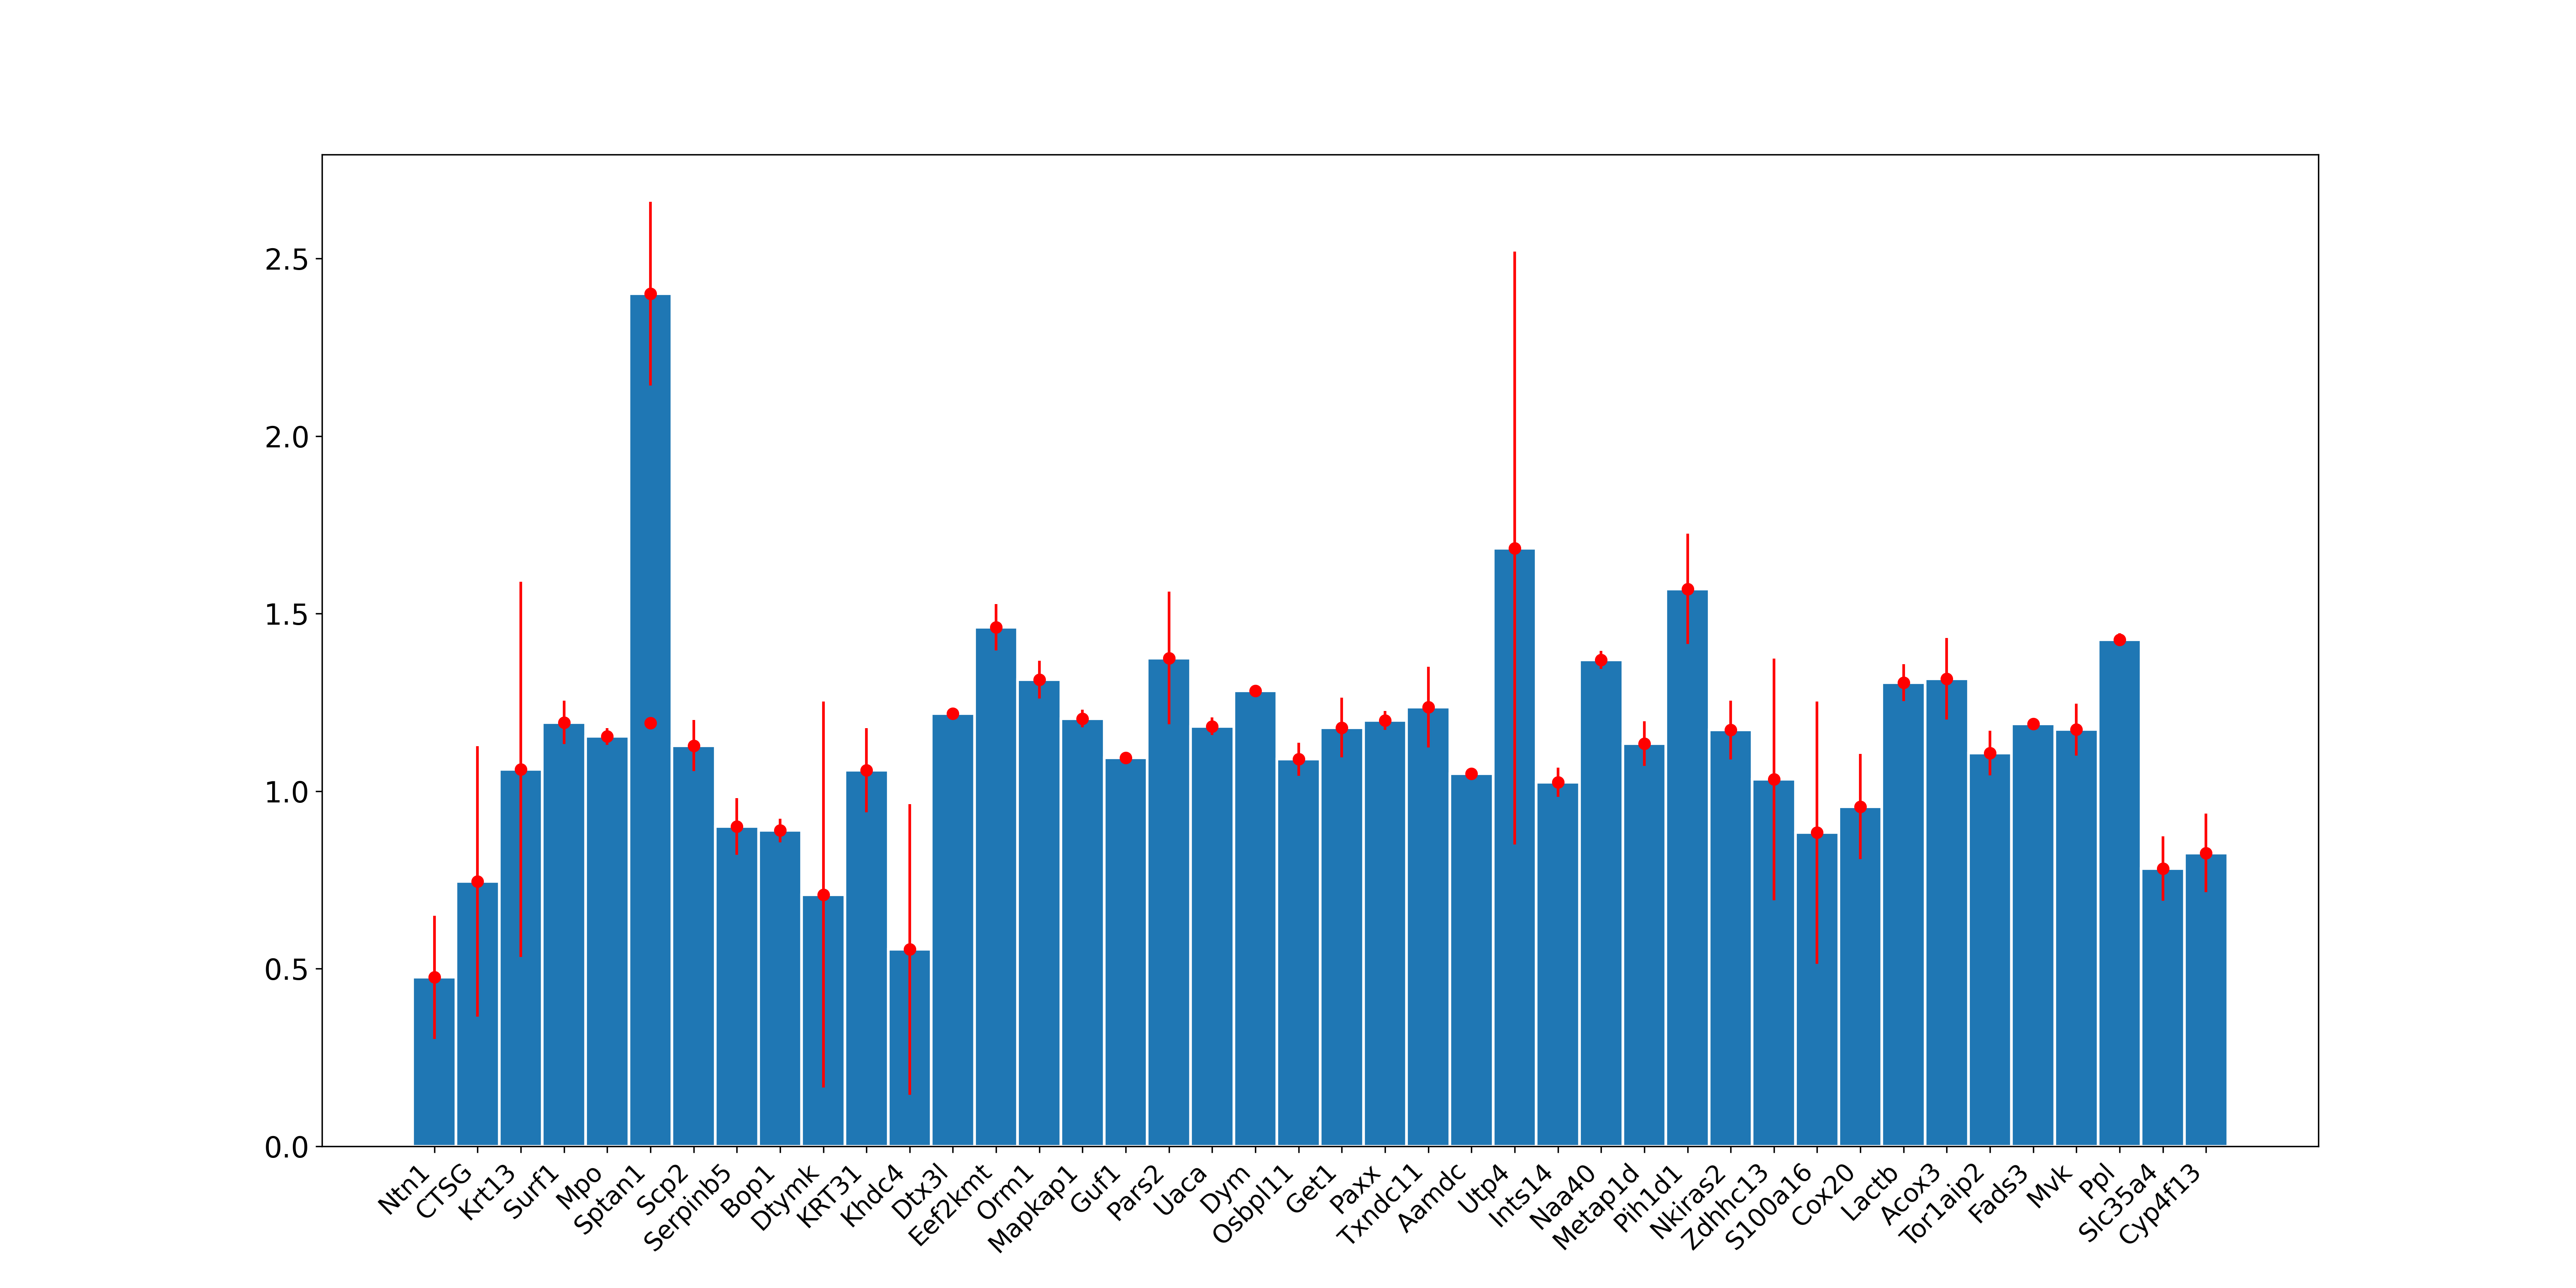 2.5
2.0
1.5
1.0
0.5
0.0
Ntn1
CTSG
Krt13
Surf1
Mpo
Sptan1
Scp2
Serpinb5
Bop1
Dtymk
KRT31
Khdc4
Dtx3l
Eef2kmt
Orm1
Mapkap1
Guf1
Pars2
Uaca
Dym
Osbpl11
Get1
Paxx
Txndc11
Aamdc
Utp4
Ints14
Naa40
Metap1d
Pih1d1
Nkiras2
Zdhhc13
S100a16
Cox20
Lactb
Acox3
Tor1aip2
Fads3
Mvk
Ppl
Slc35a4
Cyp4f13